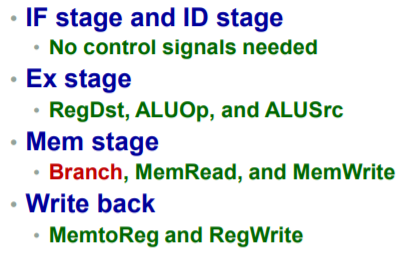 • IF stage and ID stage
• No control signals needed
• Ex stage
• RegDst, ALUOp, and ALUSrc
• Mem stage
• Branch, MemRead, and MemWrite
• Write back
• MemtoReg and RegWrite